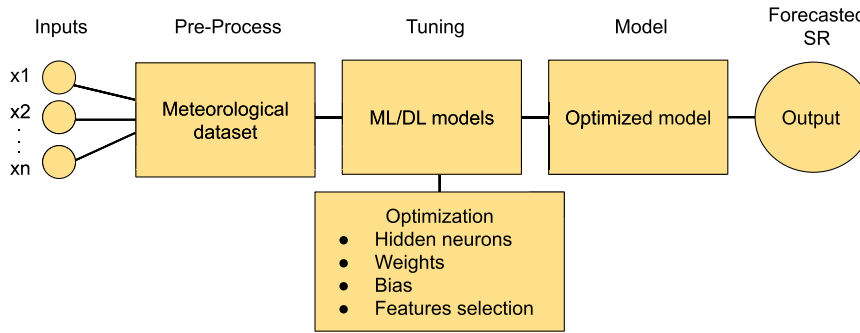 Inputs
Pre-Process
Tuning
Model
Forecasted
SR
x1
x2
xn
Meteorological
dataset
ML/DL models
Optimized model
Output
Optimization
● Hidden neurons
● Weights
● Bias
● Features selection